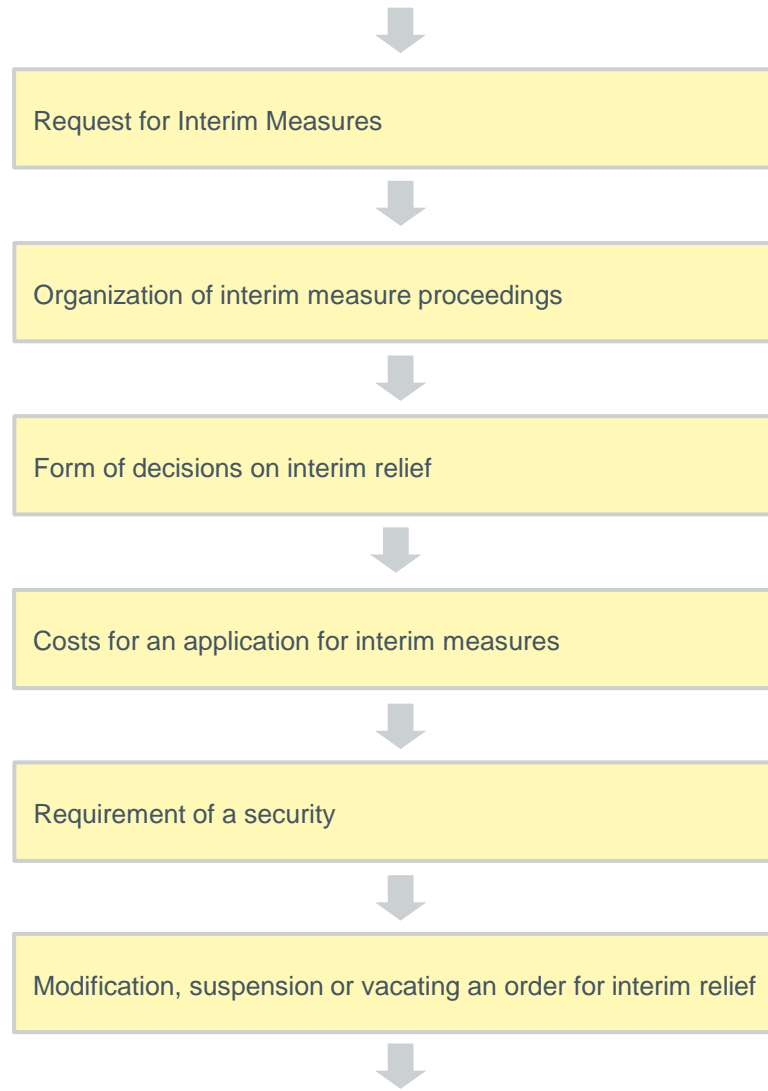 Request for Interim Measures
Organization of interim measure proceedings
Form of decisions on interim relief
Costs for an application for interim measures
Requirement of a security
Modification, suspension or vacating an order for interim relief